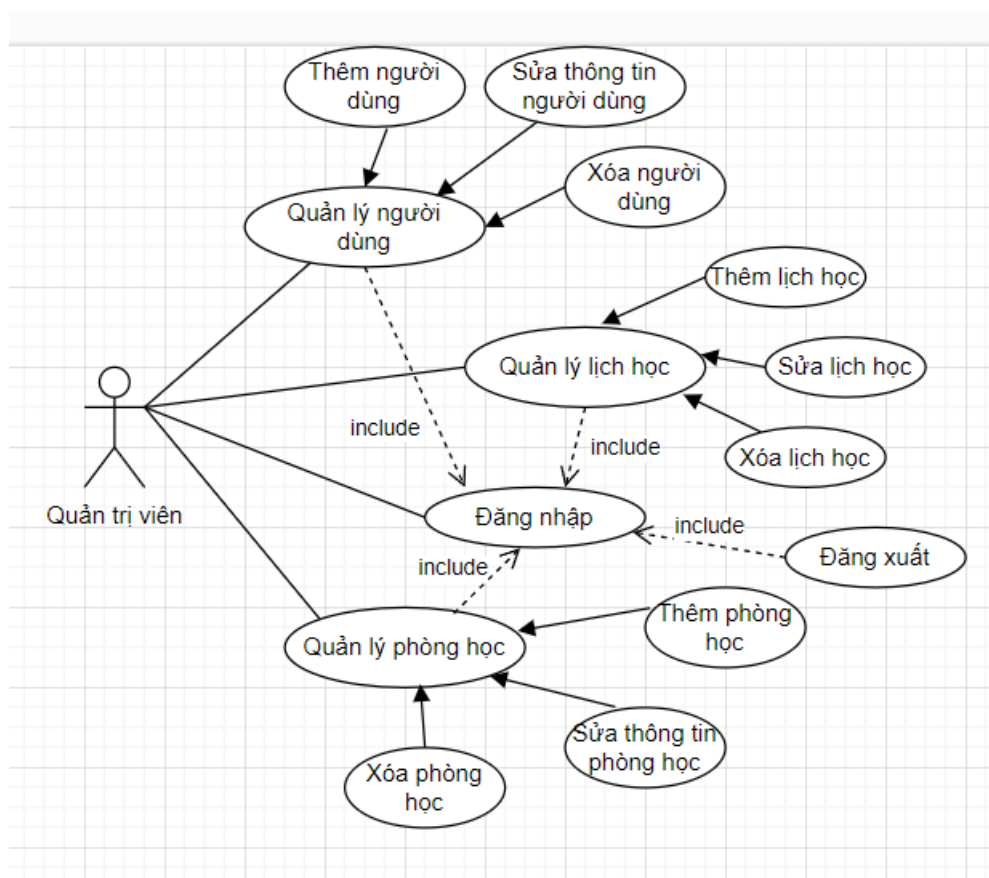 Thêm người
dùng
Sửa thông tin
người dùng
Xóa người
dùng
Quản lý người
dùng
Thêm lịch học
Quản lý lịch học
Sửa lịch học
Xóa lịch học
include
include
Quản trị viên
Đăng nhập
include
Đăng xuất
include
Thêm phòng
học
Quản lý phòng học
Sửa thông tin
phòng học
Xóa phòng
học